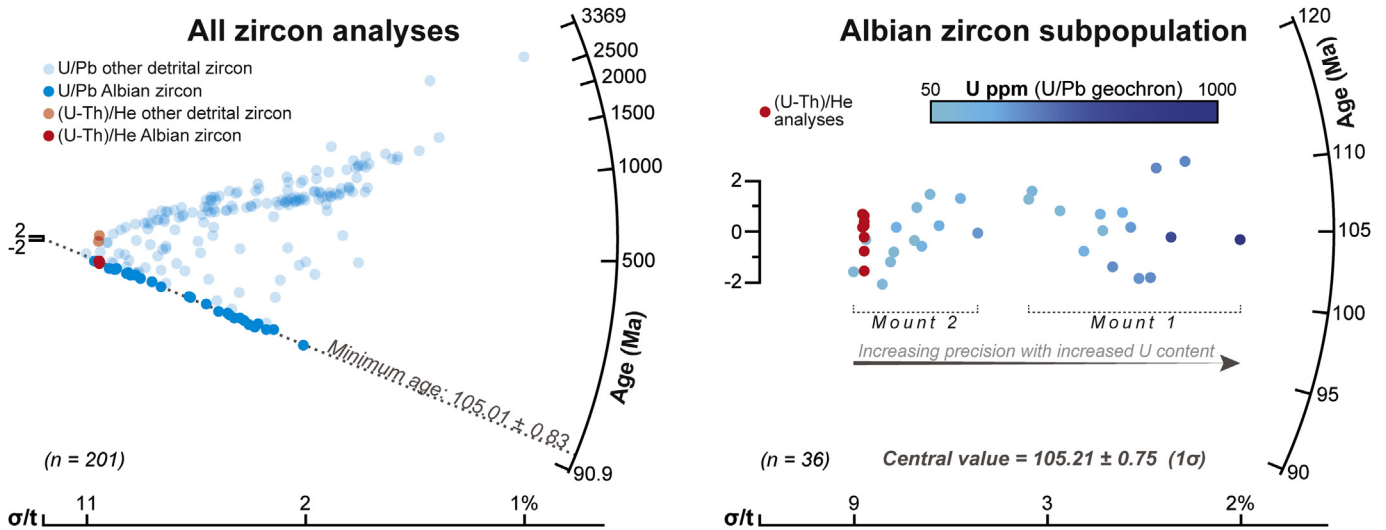 All zircon analyses
U/Pb other detrital zircon
U/Pb Albian zircon
(U-Th)/He other detrital zircon
(U-Th)/He Albian zircon
3369
2500
2000
1500
1000
500
90.9
Age (Ma)
2
-2
Minimum age: 105.01 ± 0.83
(n = 201)
σ/t
11
2
1%
Albian zircon subpopulation
(U-Th)/He
analyses
50
U ppm (U/Pb geochron)
1000
120
110
105
100
95
90
Age (Ma)
2
0
-2
Mount 2
Mount 1
Increasing precision with increased U content
(n = 36)
Central value = 105.21 ± 0.75 (1σ)
σ/t
9
3
2%